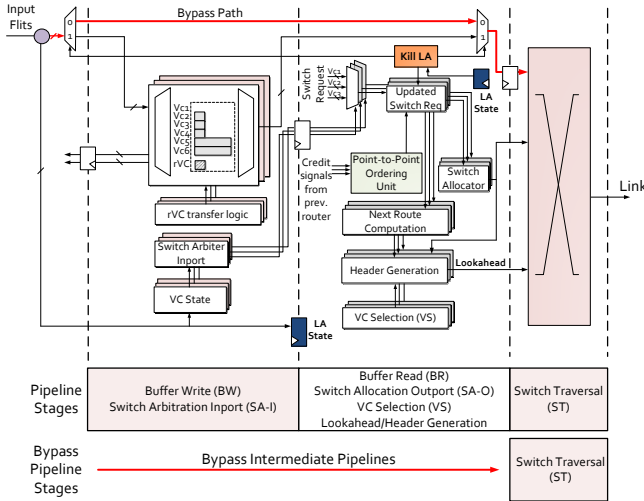 Input
Flits
Bypass Path
0
1
0
1
Kill LA
Switch
Request
Vc1
Vc2
Vc3
Updated
Switch Req
LA
State
Vc1
Vc2
Vc3
Vc4
Vc5
Vc6
rVC
Credit
signals
from
prev.
router
Point-to-Point
Ordering
Unit
Switch
Allocator
Link
rVC transfer logic
Next Route
Computation
Switch Arbiter
Inport
Header Generation
Lookahead
VC State
VC Selection (VS)
LA
State
Pipeline
Stages
Buffer Write (BW)
Switch Arbitration Inport (SA-I)
Buffer Read (BR)
Switch Allocation Outport (SA-O)
VC Selection (VS)
Lookahead/Header Generation
Switch Traversal
(ST)
Bypass
Pipeline
Stages
Bypass Intermediate Pipelines
Switch Traversal
(ST)